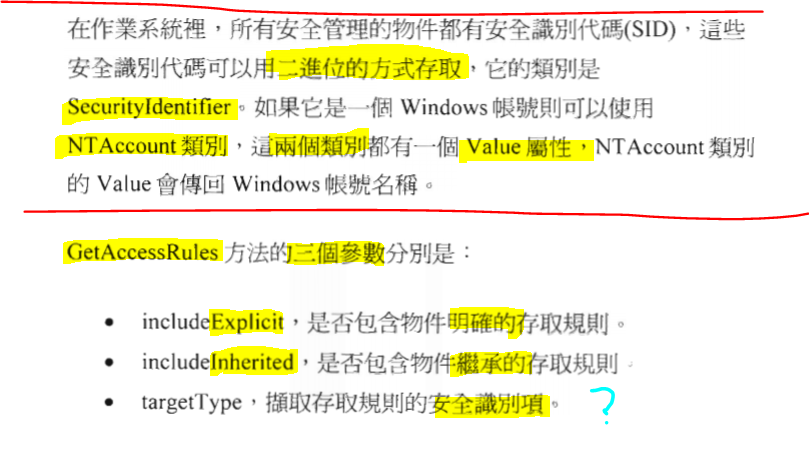 在作業系統裡，所有安全管理的物件都有安全識別代碼(SID)，這些
安全識別代碼可以用二進位的方式存取，它的類別是
SecurityIdentifier。如果它是一個 Windows 帳號則可以使用
NTAccount 類別，這兩個類別都有一個 Value 屬性，NTAccount 類別
的 Value 會傳回 Windows 帳號名稱。
GetAccessRules 方法的三個參數分別是：
• includeExplicit，是否包含物件明確的存取規則。
• includeInherited，是否包含物件繼承的存取規則。
• targetType，擷取存取規則的安全識別項。 ?